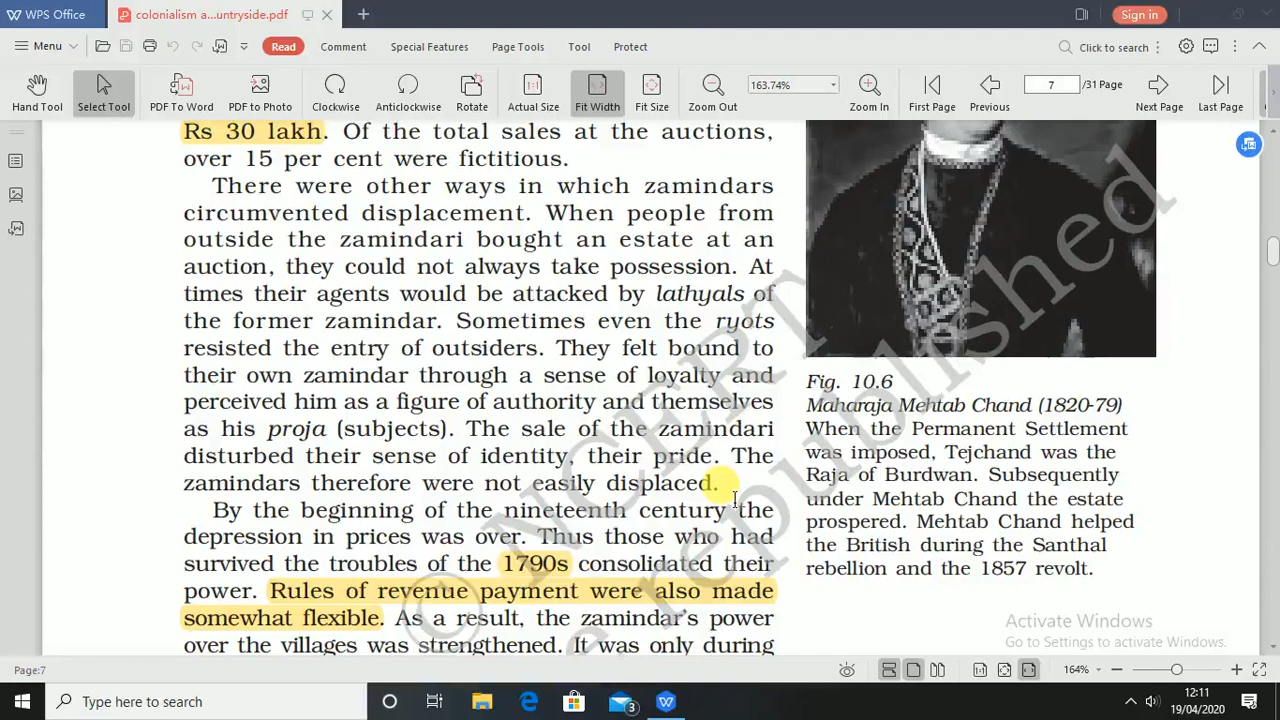 WPS Office
colonialism a...untryside.pdf
Sign in
Menu
Read
Comment
Special Features
Page Tools
Tool
Protect
Click to search
Hand Tool
Select Tool
PDF To Word
PDF to Photo
Clockwise
Anticlockwise
Rotate
Actual Size
Fit Width
Fit Size
Zoom Out
163.74%
Zoom In
First Page
Previous
7
/31 Page
Next Page
Last Page
Rs 30 lakh. Of the total sales at the auctions,
over 15 per cent were fictitious.
There were other ways in which zamindars
circumvented displacement. When people from
outside the zamindari bought an estate at an
auction, they could not always take possession. At
times their agents would be attacked by lathyals of
the former zamindar. Sometimes even the ryots
resisted the entry of outsiders. They felt bound to
their own zamindar through a sense of loyalty and
perceived him as a figure of authority and themselves
as his proja (subjects). The sale of the zamindari
disturbed their sense of identity, their pride. The
zamindars therefore were not easily displaced.
By the beginning of the nineteenth century the
depression in prices was over. Thus those who had
survived the troubles of the 1790s consolidated their
power. Rules of revenue payment were also made
somewhat flexible. As a result, the zamindar's power
over the villages was strengthened. It was only during
Fig. 10.6
Maharaja Mehtab Chand (1820-79)
When the Permanent Settlement
was imposed, Tejchand was the
Raja of Burdwan. Subsequently
under Mehtab Chand the estate
prospered. Mehtab Chand helped
the British during the Santhal
rebellion and the 1857 revolt.
© NCERT
e republished
Activate Windows
Go to Settings to activate Windows.
Page:7
164%
Type here to search
3
12:11
19/04/2020